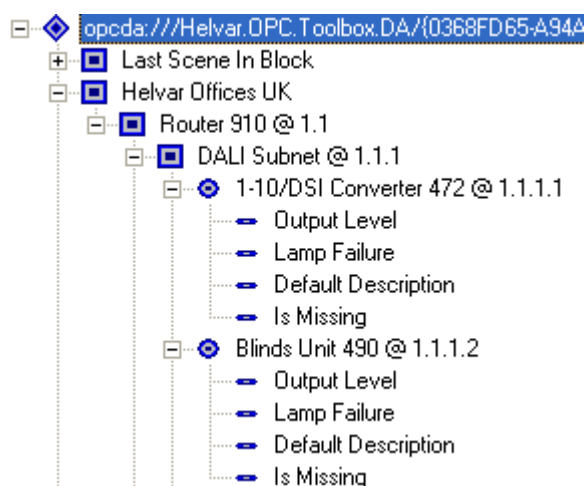 opcda:///Helvar.OPC.Toolbox.DA/{0368FD65-A94A
Last Scene In Block
Helvar Offices UK
Router 910 @ 1.1
DALI Subnet @ 1.1.1
1-10/DSI Converter 472 @ 1.1.1.1
Output Level
Lamp Failure
Default Description
Is Missing
Blinds Unit 490 @ 1.1.1.2
Output Level
Lamp Failure
Default Description
Is Missing